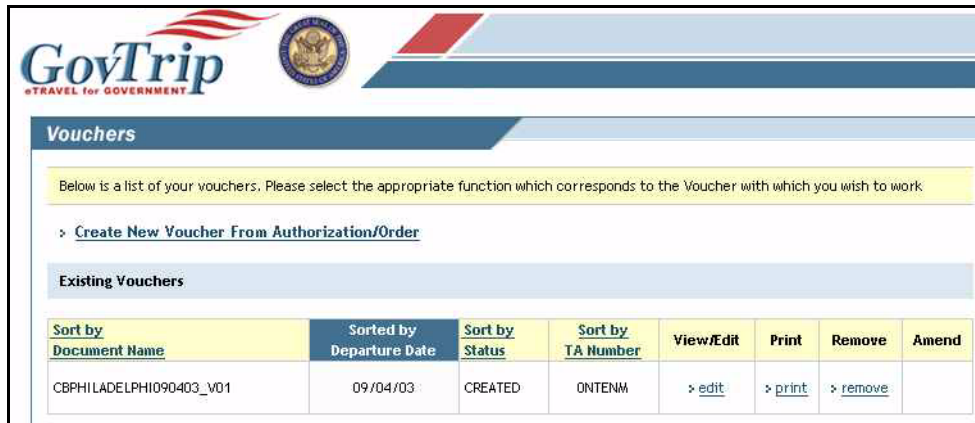 GovTrip
eTRAVEL for GOVERNMENT
Vouchers
Below is a list of your vouchers. Please select the appropriate function which corresponds to the Voucher with which you wish to work
> Create New Voucher From Authorization/Order
Existing Vouchers
Sort by Document Name Sorted by Departure Date Sort by Status Sort by TA Number View/Edit Print Remove Amend
CBPHILADELPHI090403_V01 09/04/03 CREATED 0NTENM > edit > print > remove